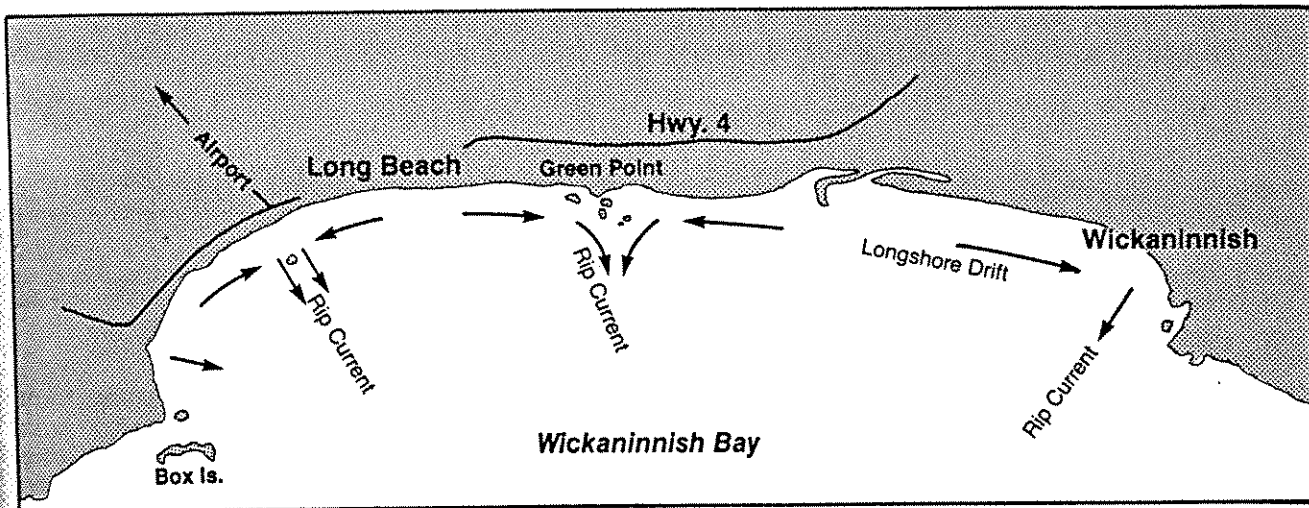 Hwy. 4
Airport
Long Beach
Green Point
Wickaninnish
Longshore Drift
Rip Current
Rip Current
Rip Current
Wickaninnish Bay
Box Is.